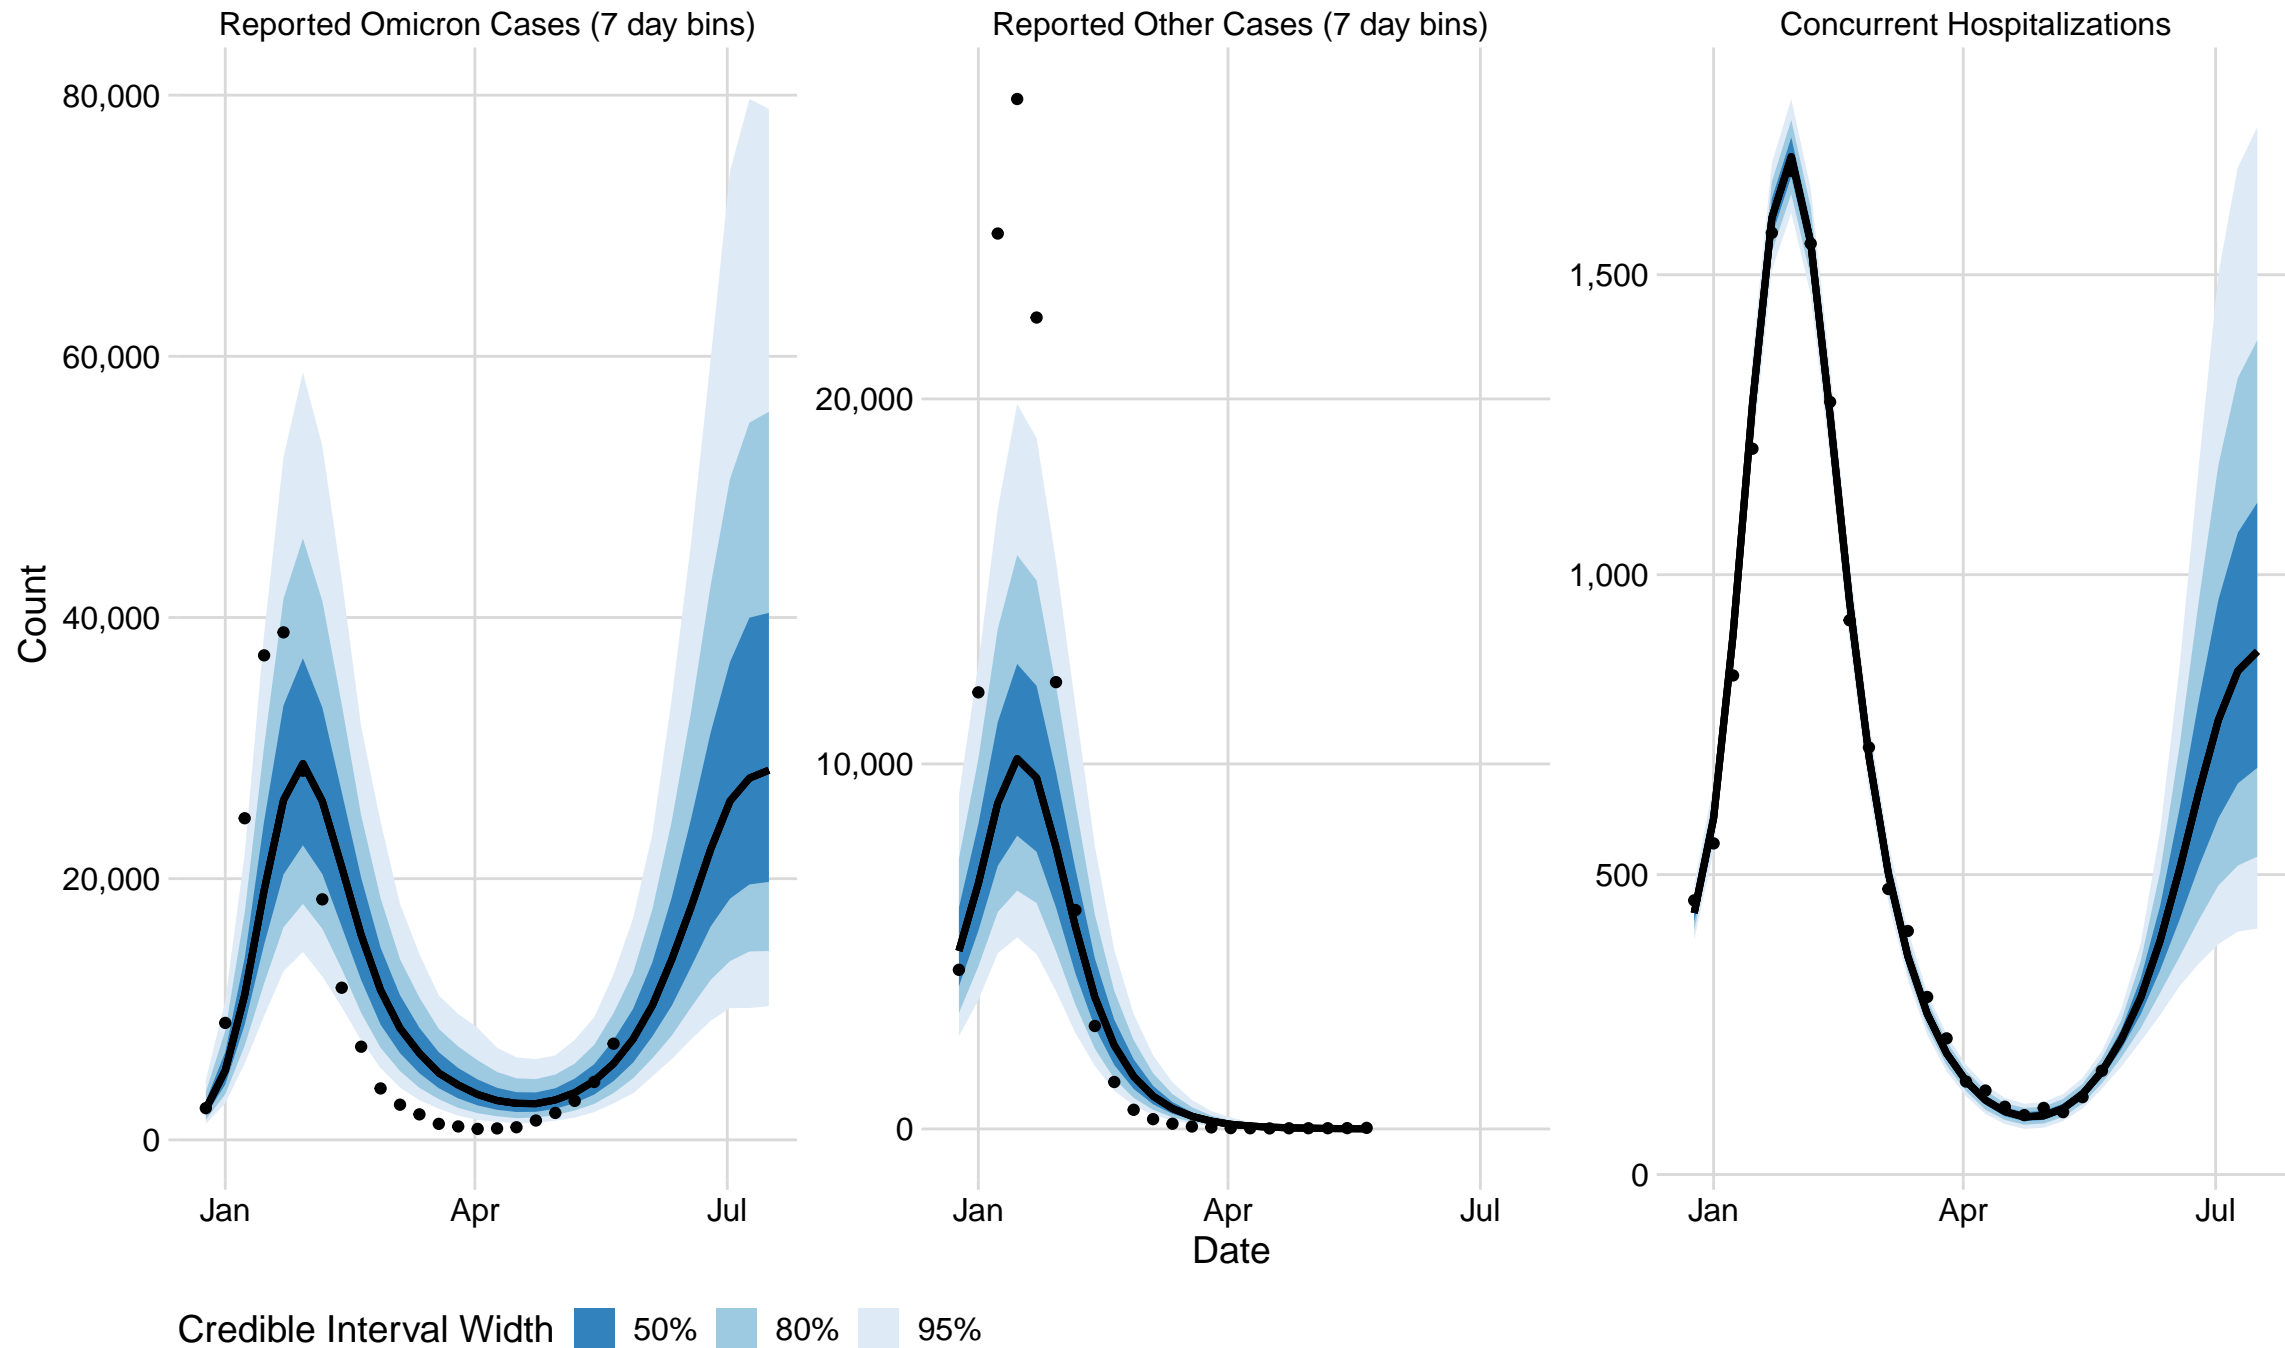 Reported Omicron Cases (7 day bins)
Reported Other Cases (7 day bins)
Concurrent Hospitalizations
Count
80,000
60,000
40,000
20,000
0
Jan Apr Jul
20,000
10,000
0
Jan Apr Jul
1,500
1,000
500
0
Jan Apr Jul
Date
Credible Interval Width 50% 80% 95%